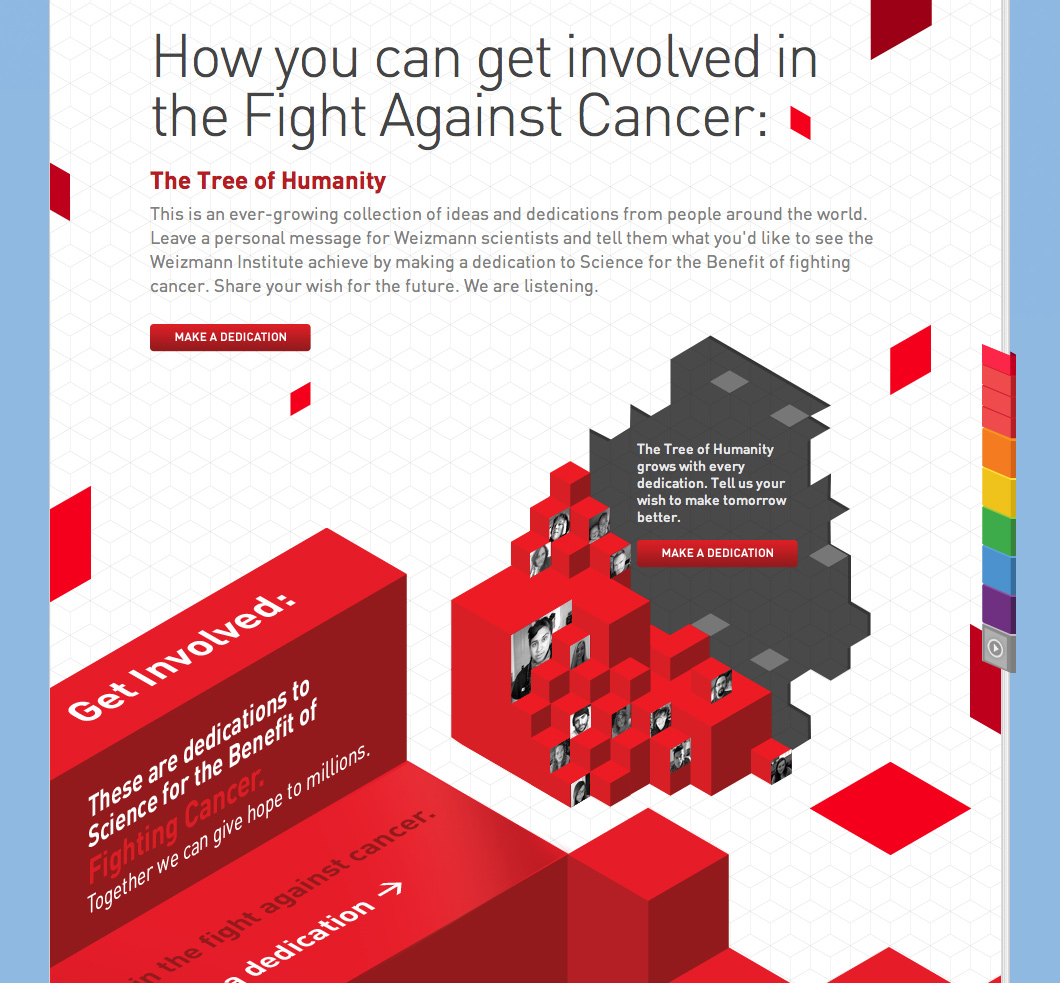 How you can get involved in
the Fight Against Cancer:
The Tree of Humanity
This is an ever-growing collection of ideas and dedications from people around the world.
Leave a personal message for Weizmann scientists and tell them what you'd like to see the
Weizmann Institute achieve by making a dedication to Science for the Benefit of fighting
cancer. Share your wish for the future. We are listening.
MAKE A DEDICATION
The Tree of Humanity
grows with every
dedication. Tell us your
wish to make tomorrow
better.
MAKE A DEDICATION
Get Involved:
These are dedications to
Science for the Benefit of
Fighting Cancer.
Together we can give hope to millions.
in the fight against cancer.
a dedication →